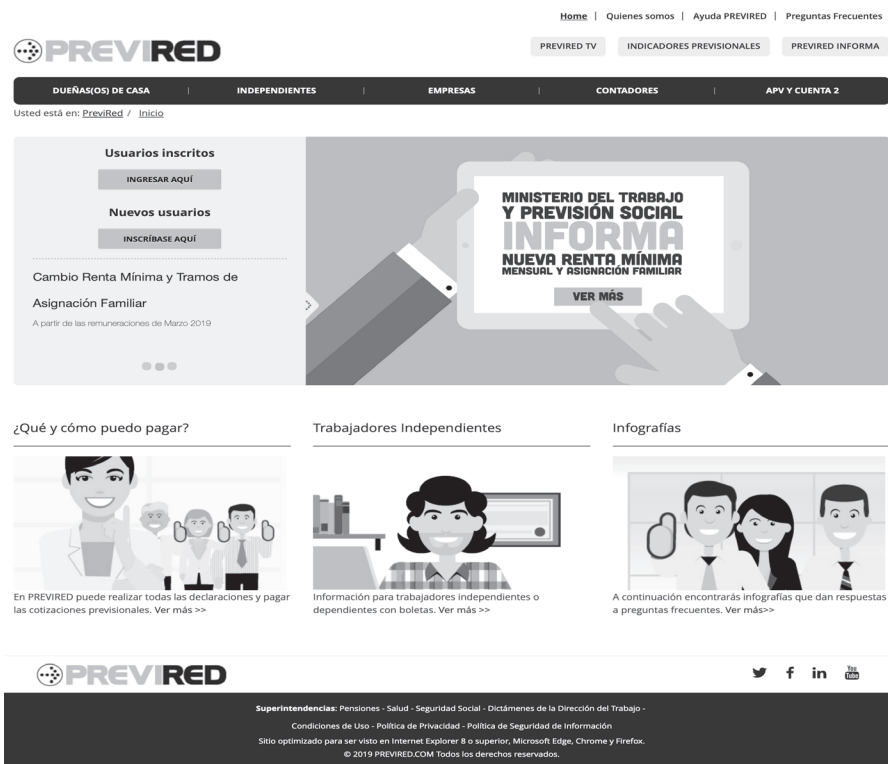 Home | Quienes somos | Ayuda PREVIRED | Preguntas Frecuentes
PREVIRED
PREVIRED TV
INDICADORES PREVISIONALES
PREVIRED INFORMA
DUEÑAS(OS) DE CASA | INDEPENDIENTES | EMPRESAS | CONTADORES | APV Y CUENTA 2
Usted está en: PreviRed / Inicio
Usuarios inscritos
INGRESAR AQUÍ
Nuevos usuarios
INSCRÍBASE AQUÍ
Cambio Renta Mínima y Tramos de
Asignación Familiar
A partir de las remuneraciones de Marzo 2019
MINISTERIO DEL TRABAJO
Y PREVISIÓN SOCIAL
INFORMA
NUEVA RENTA MÍNIMA
MENSUAL Y ASIGNACIÓN FAMILIAR
VER MÁS
¿Qué y cómo puedo pagar?
En PREVIRED puede realizar todas las declaraciones y pagar
las cotizaciones previsionales. Ver más >>
Trabajadores Independientes
Información para trabajadores independientes o
dependientes con boletas. Ver más >>
Infografías
A continuación encontrarás infografías que dan respuestas
a preguntas frecuentes. Ver más>>
PREVIRED
You
Tube
Superintendencias: Pensiones - Salud - Seguridad Social - Dictámenes de la Dirección del Trabajo -
Condiciones de Uso - Política de Privacidad - Política de Seguridad de Información
Sitio optimizado para ser visto en Internet Explorer 8 o superior, Microsoft Edge, Chrome y Firefox.
© 2019 PREVIRED.COM Todos los derechos reservados.